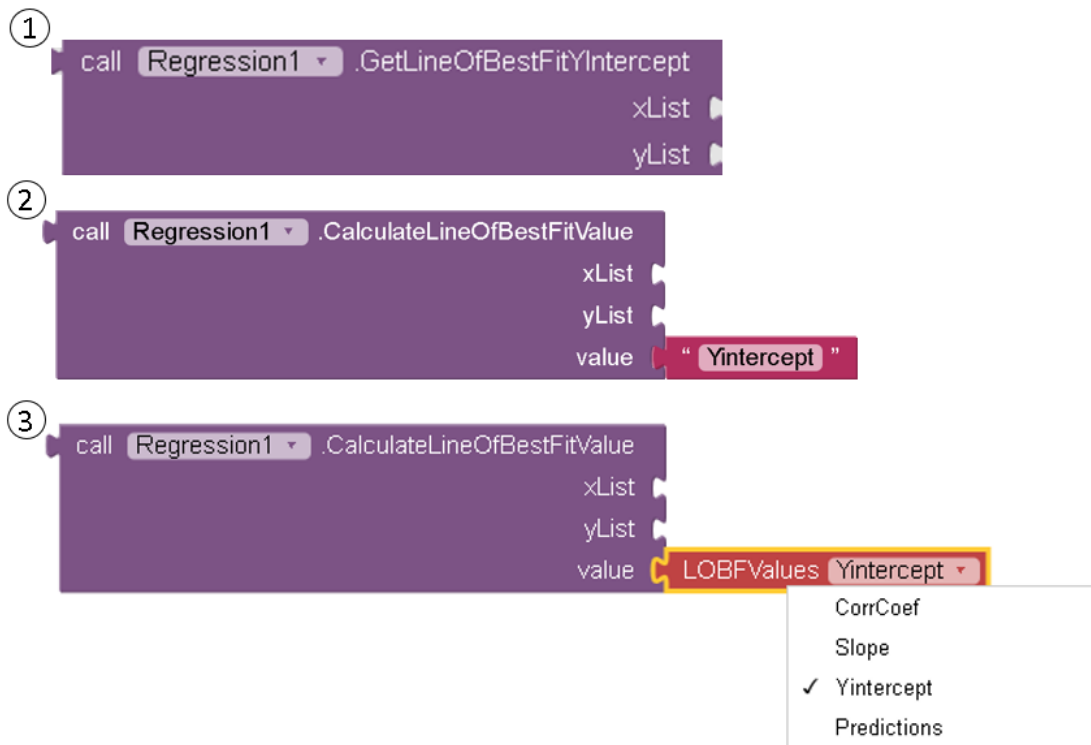 ①
call Regression1 .GetLineOfBestFitYIntercept
xList
yList
②
call Regression1 .CalculateLineOfBestFitValue
xList
yList
value " Yintercept "
③
call Regression1 .CalculateLineOfBestFitValue
xList
yList
value LOBFValues Yintercept
CorrCoef
Slope
✓ Yintercept
Predictions